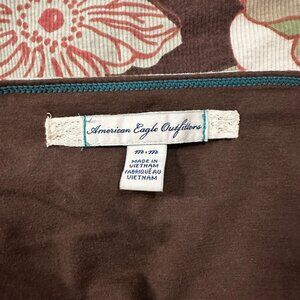 American Eagle Outfitters
M•M
MADE IN
VIETNAM
FABRIQUÉ AU
VIETNAM